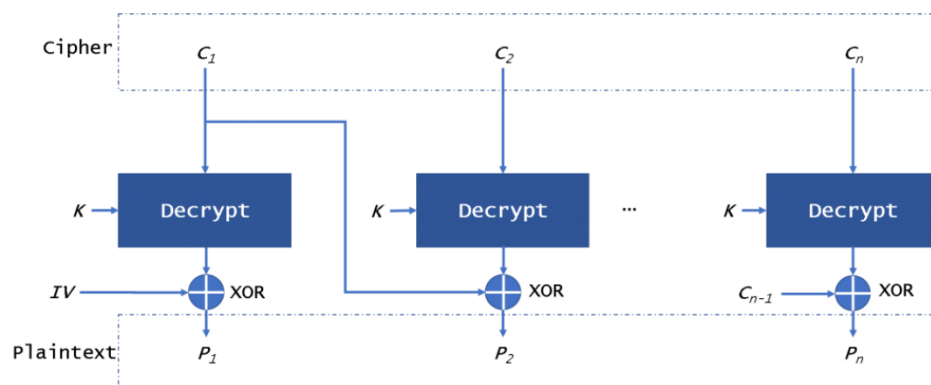 Cipher C₁ C₂ Cₙ
K Decrypt K Decrypt ... K Decrypt
IV XOR XOR Cₙ₋₁ XOR
Plaintext P₁ P₂ Pₙ